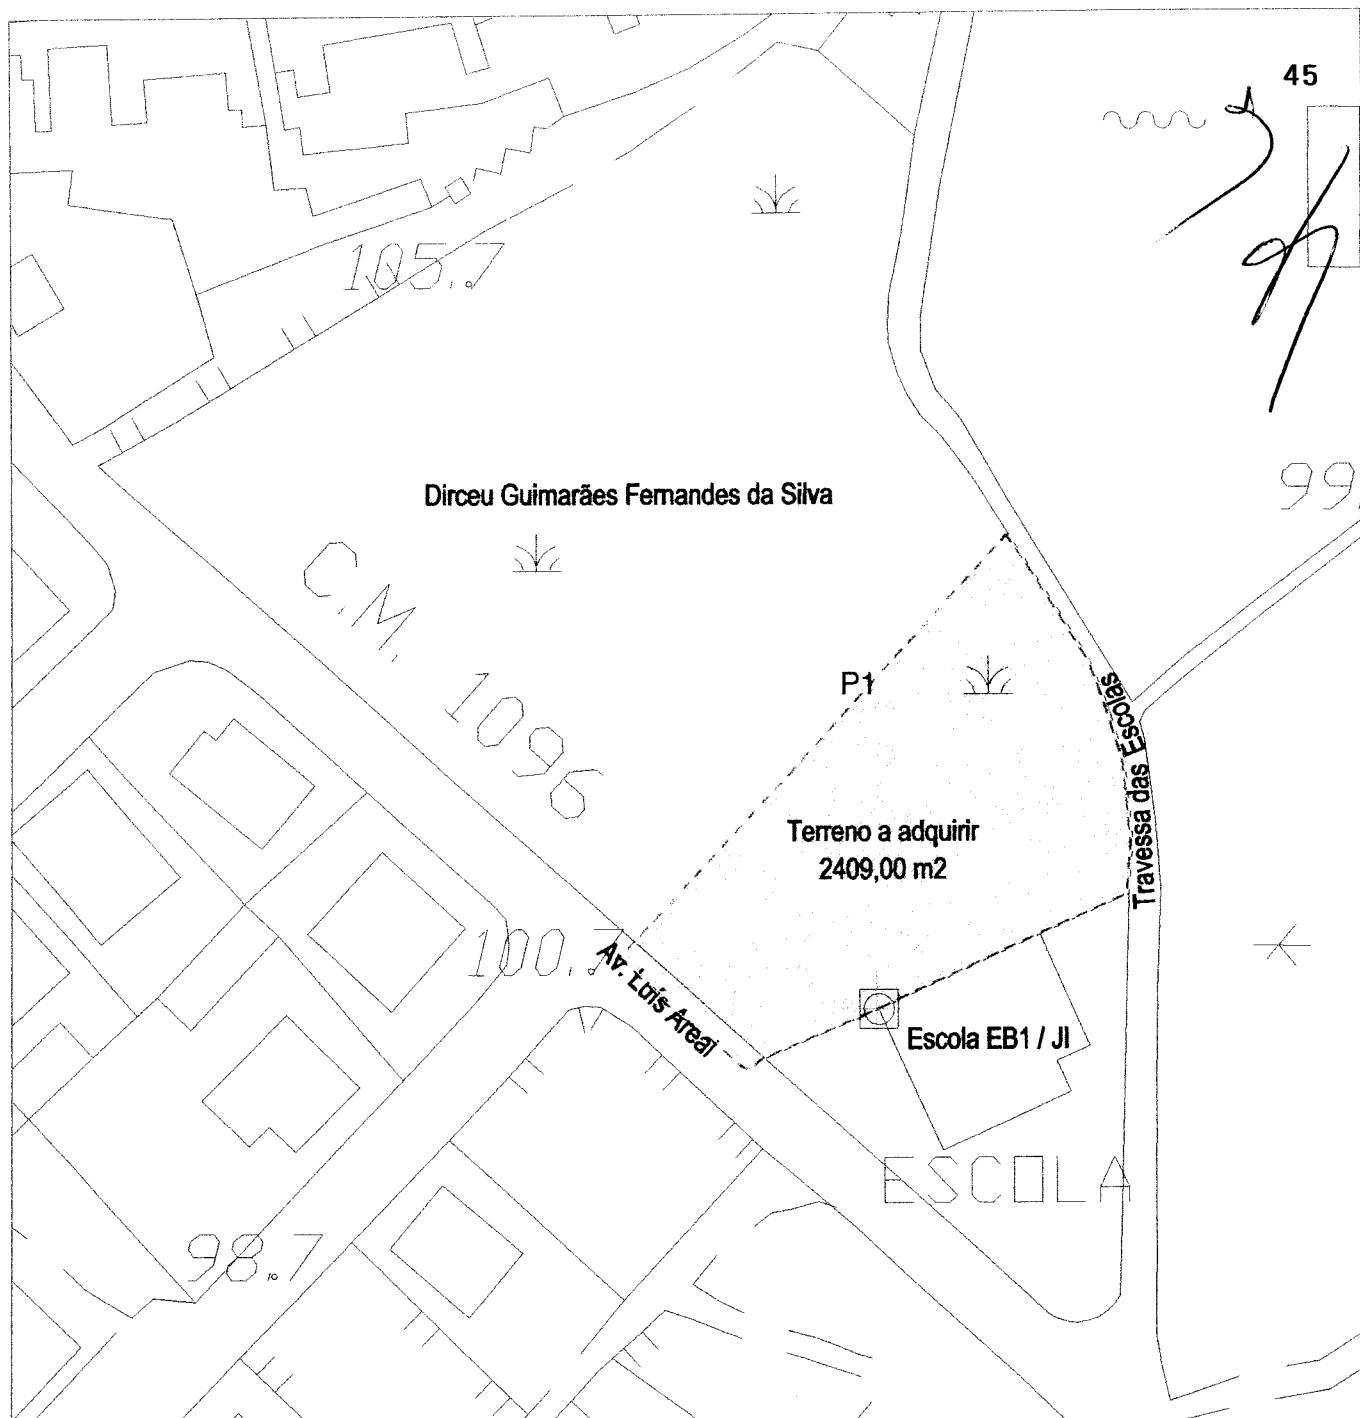 45
105.7
Dirceu Guimarães Fernandes da Silva
99.
C.M. 1096
P1
Travessa das Escolas
Terreno a adquirir
2409,00 m2
100.7
Av. Luís Areal
Escola EB1 / JI
ESCOLA
98.7